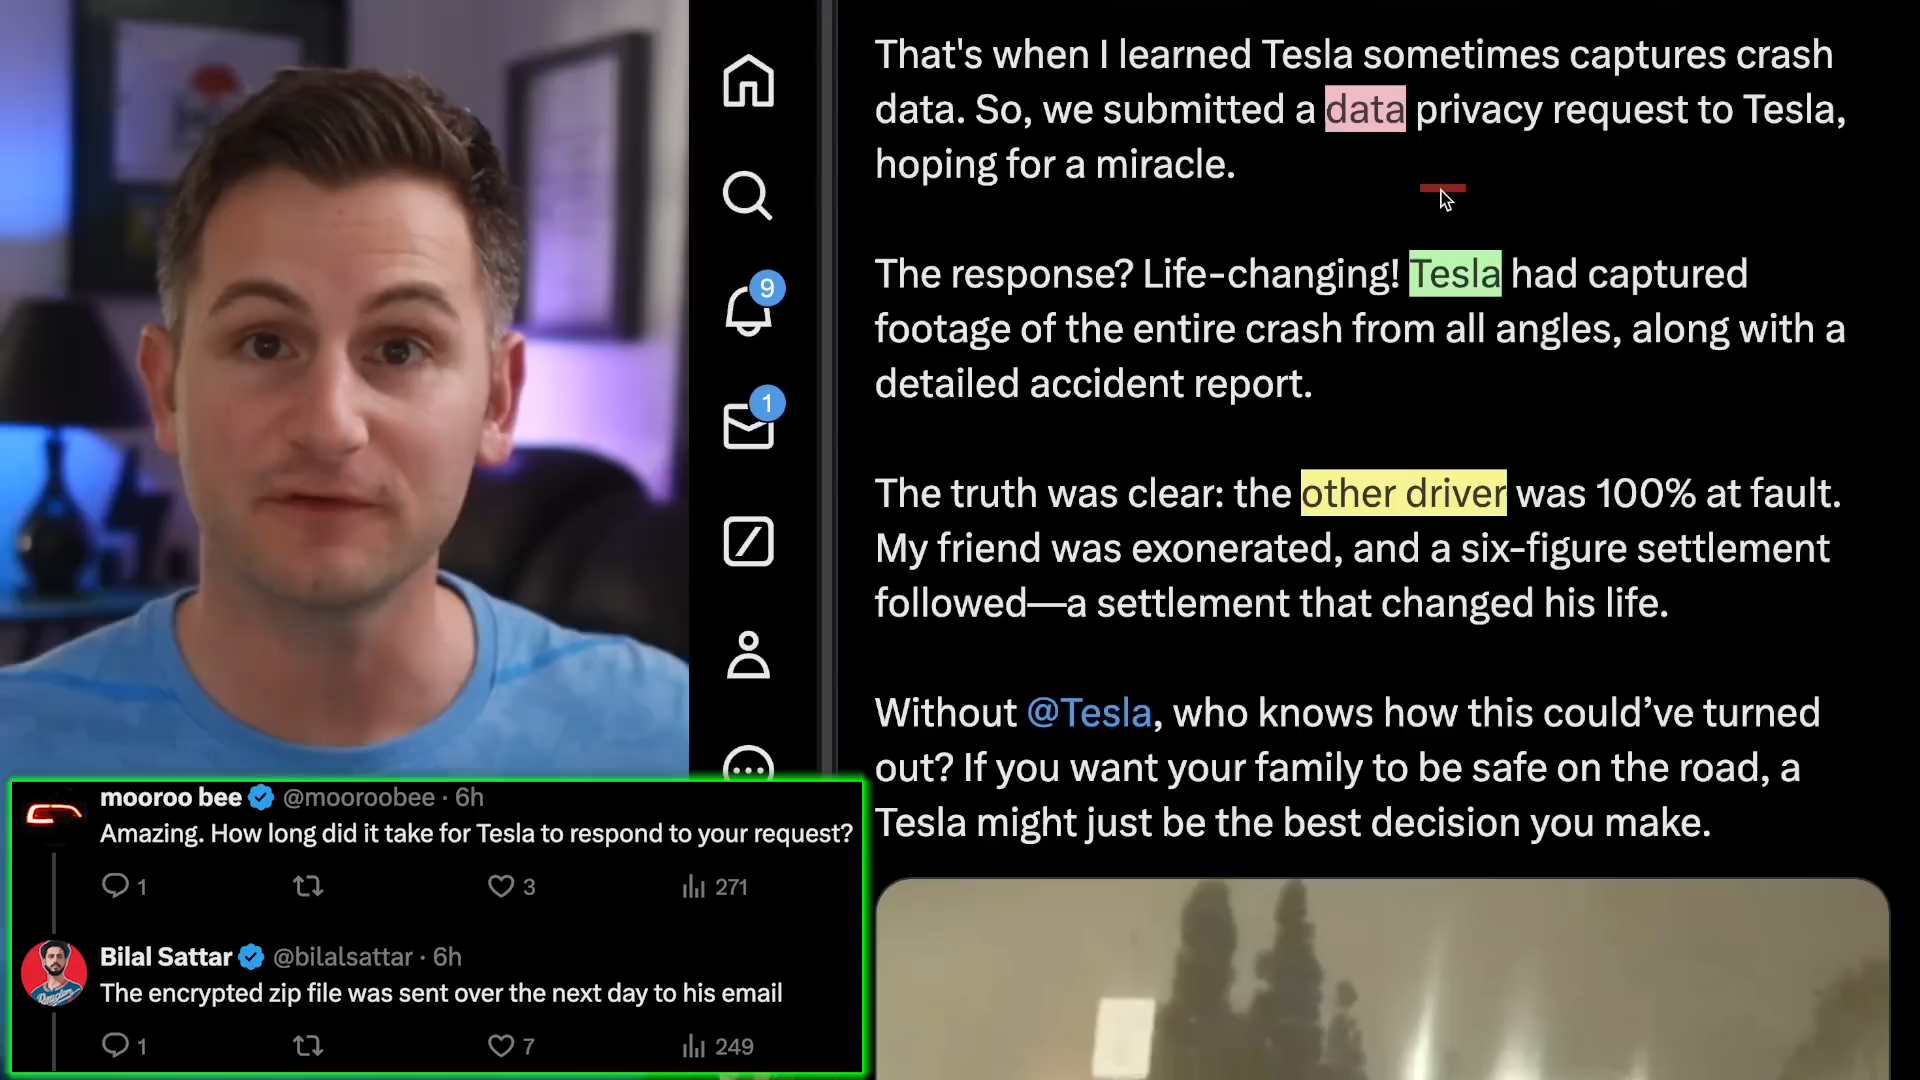 That's when I learned Tesla sometimes captures crash
data. So, we submitted a data privacy request to Tesla,
hoping for a miracle.
The response? Life-changing! Tesla had captured
footage of the entire crash from all angles, along with a
detailed accident report.
The truth was clear: the other driver was 100% at fault.
My friend was exonerated, and a six-figure settlement
followed—a settlement that changed his life.
Without @Tesla, who knows how this could’ve turned
out? If you want your family to be safe on the road, a
Tesla might just be the best decision you make.
9
1
mooroo bee @mooroobee · 6h
Amazing. How long did it take for Tesla to respond to your request?
1 3 271
Bilal Sattar @bilalsattar · 6h
The encrypted zip file was sent over the next day to his email
1 7 249